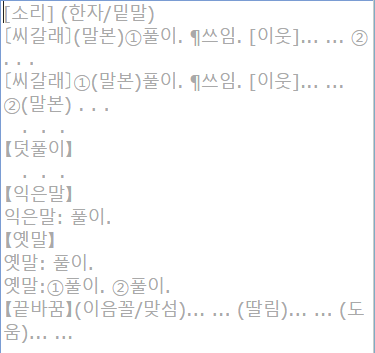 [소리] (한자/밑말)
〔씨갈래〕(말본)①풀이. ¶쓰임. [이웃]... ... ②
. . .
〔씨갈래〕①(말본)풀이. ¶쓰임. [이웃]... ...
②(말본) . . .
. . .
【덧풀이】
. . .
【익은말】
익은말: 풀이.
【옛말】
옛말: 풀이.
옛말:①풀이. ②풀이.
【끝바꿈】(이음꼴/맞섬)... ... (딸림)... ... (도
움)... ...